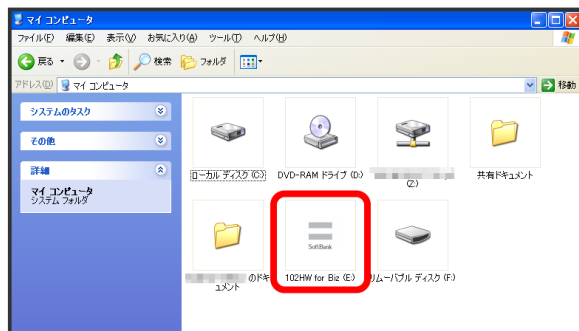 マイ コンピュータ
ファイル(F) 編集(E) 表示(V) お気に入り(A) ツール(T) ヘルプ(H)
戻る 検索 フォルダ
アドレス(D) マイ コンピュータ 移動
システムのタスク
その他
詳細
マイ コンピュータ
システム フォルダ
ローカル ディスク (C:) DVD-RAM ドライブ (D:) (Z:) 共有ドキュメント
SoftBank
のドキュメント 102HW for Biz (E:) リムーバブル ディスク (F:)